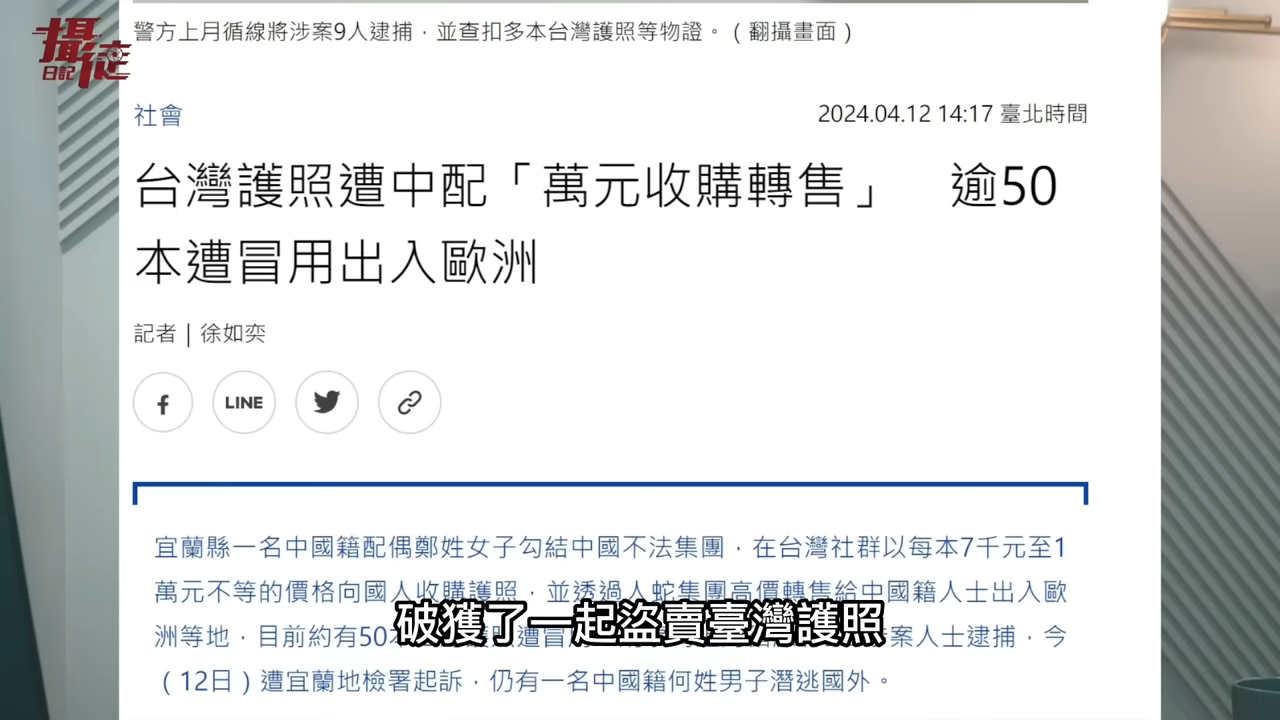 攝徒
日記
警方上月循線將涉案9人逮捕，並查扣多本台灣護照等物證。（翻攝畫面）
社會
2024.04.12 14:17 臺北時間
台灣護照遭中配「萬元收購轉售」 逾50
本遭冒用出入歐洲
記者｜徐如奕
LINE
宜蘭縣一名中國籍配偶鄭姓女子勾結中國不法集團，在台灣社群以每本7千元至1
萬元不等的價格向國人收購護照，並透過人蛇集團高價轉售給中國籍人士出入歐
洲等地，目前約有50本
案人士逮捕，今
破獲了一起盜賣臺灣護照
（12日）遭宜蘭地檢署起訴，仍有一名中國籍何姓男子潛逃國外。